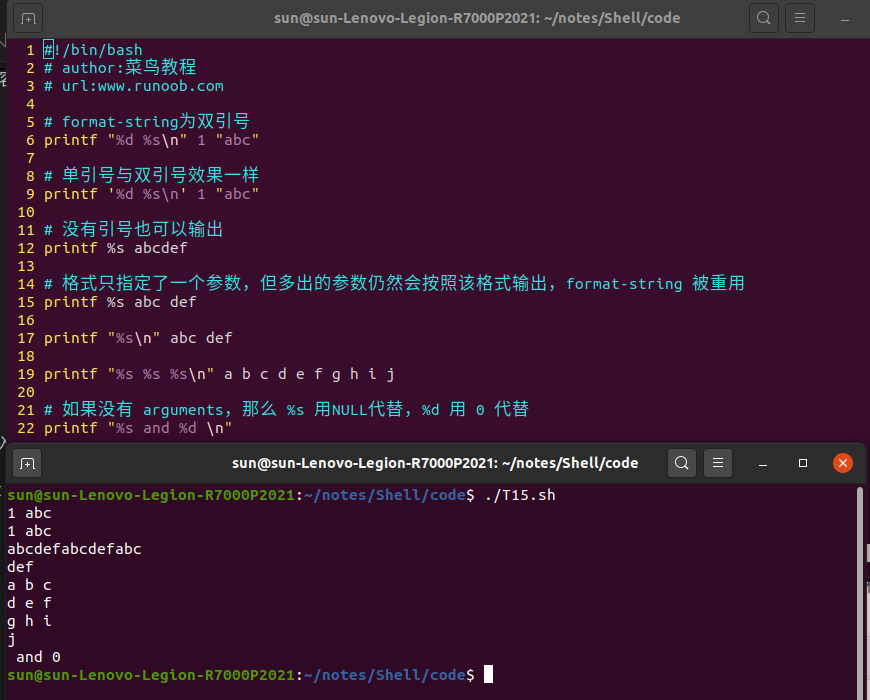 sun@sun-Lenovo-Legion-R7000P2021: ~/notes/Shell/code
1 #!/bin/bash
2 # author:菜鸟教程
3 # url:www.runoob.com
4
5 # format-string为双引号
6 printf "%d %s\n" 1 "abc"
7
8 # 单引号与双引号效果一样
9 printf '%d %s\n' 1 "abc"
10
11 # 没有引号也可以输出
12 printf %s abcdef
13
14 # 格式只指定了一个参数，但多出的参数仍然会按照该格式输出，format-string 被重用
15 printf %s abc def
16
17 printf "%s\n" abc def
18
19 printf "%s %s %s\n" a b c d e f g h i j
20
21 # 如果没有 arguments，那么 %s 用NULL代替，%d 用 0 代替
22 printf "%s and %d \n"
sun@sun-Lenovo-Legion-R7000P2021: ~/notes/Shell/code
sun@sun-Lenovo-Legion-R7000P2021:~/notes/Shell/code$ ./T15.sh
1 abc
1 abc
abcdefabcdefabc
def
a b c
d e f
g h i
j
 and 0
sun@sun-Lenovo-Legion-R7000P2021:~/notes/Shell/code$